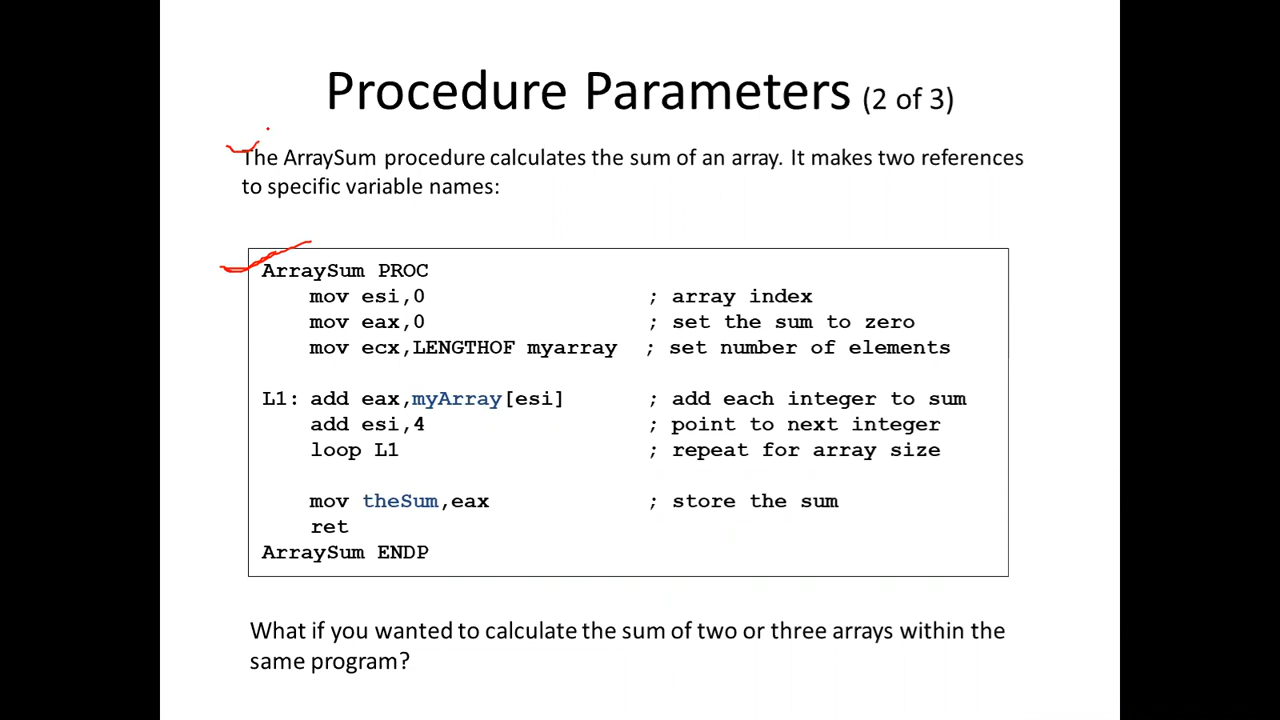 Procedure Parameters (2 of 3)
The ArraySum procedure calculates the sum of an array. It makes two references
to specific variable names:
ArraySum PROC
mov esi,0 ; array index
mov eax,0 ; set the sum to zero
mov ecx,LENGTHOF myarray ; set number of elements
L1: add eax,myArray[esi] ; add each integer to sum
add esi,4 ; point to next integer
loop L1 ; repeat for array size
mov theSum,eax ; store the sum
ret
ArraySum ENDP
What if you wanted to calculate the sum of two or three arrays within the
same program?